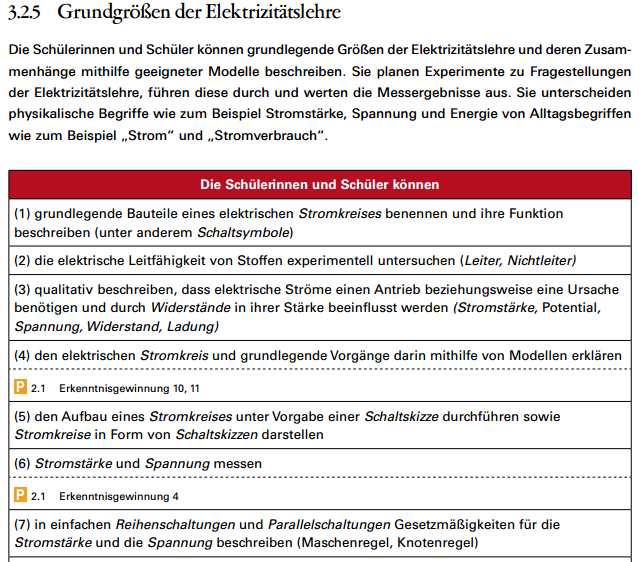 3.2.5 Grundgrößen der Elektrizitätslehre
Die Schülerinnen und Schüler können grundlegende Größen der Elektrizitätslehre und deren Zusam-
menhänge mithilfe geeigneter Modelle beschreiben. Sie planen Experimente zu Fragestellungen
der Elektrizitätslehre, führen diese durch und werten die Messergebnisse aus. Sie unterscheiden
physikalische Begriffe wie zum Beispiel Stromstärke, Spannung und Energie von Alltagsbegriffen
wie zum Beispiel „Strom“ und „Stromverbrauch“.
Die Schülerinnen und Schüler können
(1) grundlegende Bauteile eines elektrischen Stromkreises benennen und ihre Funktion
beschreiben (unter anderem Schaltsymbole)
(2) die elektrische Leitfähigkeit von Stoffen experimentell untersuchen (Leiter, Nichtleiter)
(3) qualitativ beschreiben, dass elektrische Ströme einen Antrieb beziehungsweise eine Ursache
benötigen und durch Widerstände in ihrer Stärke beeinflusst werden (Stromstärke, Potential,
Spannung, Widerstand, Ladung)
(4) den elektrischen Stromkreis und grundlegende Vorgänge darin mithilfe von Modellen erklären
P 2.1 Erkenntnisgewinnung 10, 11
(5) den Aufbau eines Stromkreises unter Vorgabe einer Schaltskizze durchführen sowie
Stromkreise in Form von Schaltskizzen darstellen
(6) Stromstärke und Spannung messen
P 2.1 Erkenntnisgewinnung 4
(7) in einfachen Reihenschaltungen und Parallelschaltungen Gesetzmäßigkeiten für die
Stromstärke und die Spannung beschreiben (Maschenregel, Knotenregel)